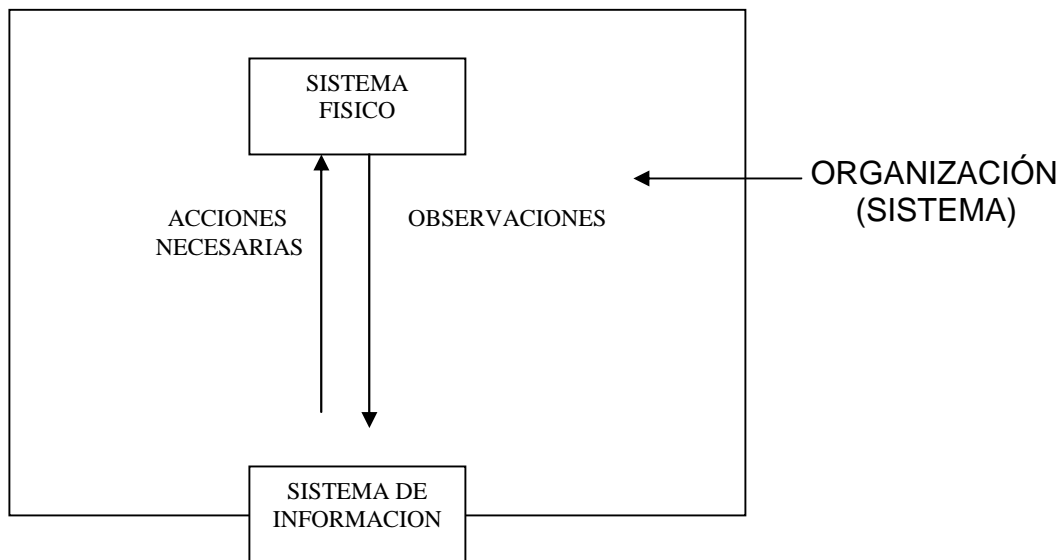 SISTEMA
FISICO
ACCIONES
NECESARIAS
OBSERVACIONES
ORGANIZACIÓN
(SISTEMA)
SISTEMA DE
INFORMACION